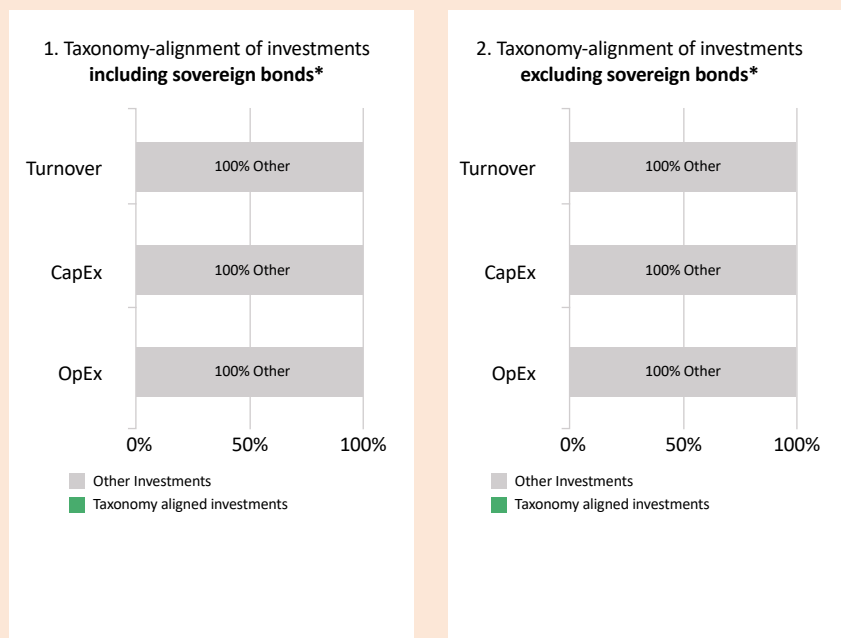 1. Taxonomy-alignment of investments
including sovereign bonds*
Turnover
100% Other
CapEx
100% Other
OpEx
100% Other
0%
50%
100%
Other Investments
Taxonomy aligned investments
2. Taxonomy-alignment of investments
excluding sovereign bonds*
Turnover
100% Other
CapEx
100% Other
OpEx
100% Other
0%
50%
100%
Other Investments
Taxonomy aligned investments